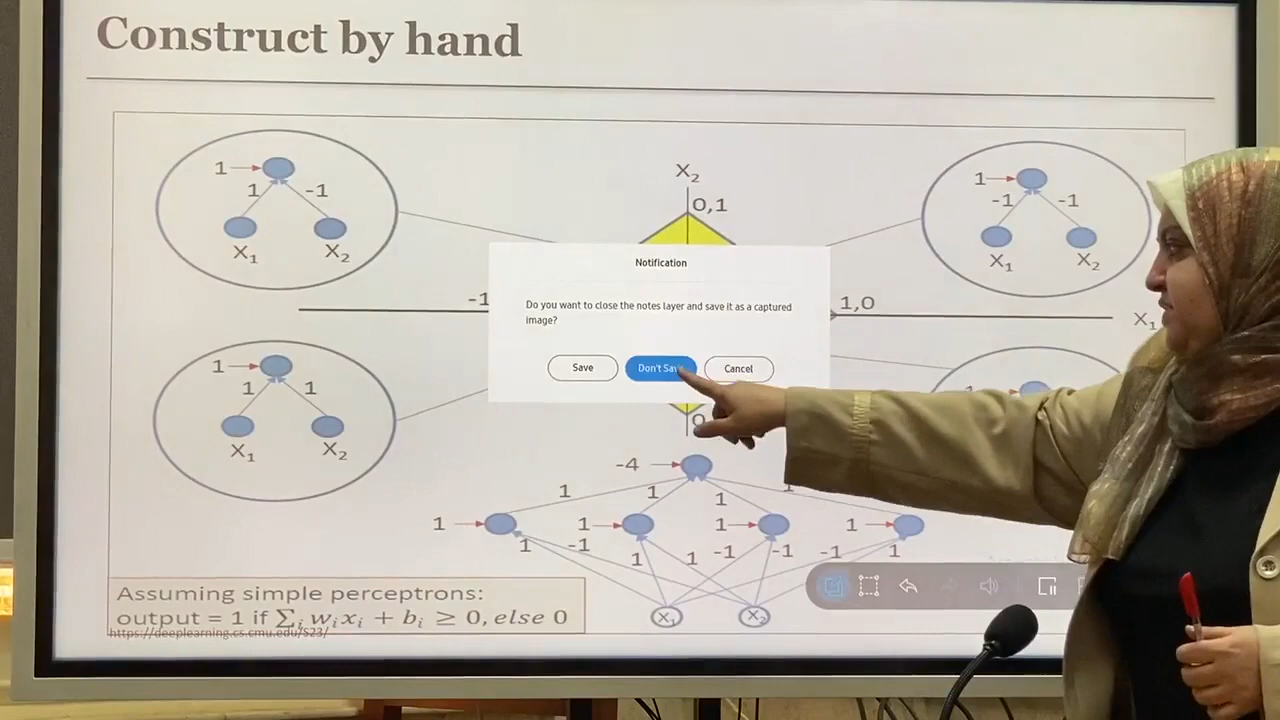 Construct by hand
1
1
-1
X1
X2
X2
0,1
1
-1
-1
X1
X2
Notification
Do you want to close the notes layer and save it as a captured
image?
Save
Don't Save
Cancel
-1
1,0
X1
1
1
1
X1
X2
1
0
-4
1
1
1
1
1
1
1
1
1
-1
1
1
-1
-1
-1
1
X1
X2
Assuming simple perceptrons:
output = 1 if ∑i wixi + bi ≥ 0, else 0
https://deeplearning.cs.cmu.edu/S23/